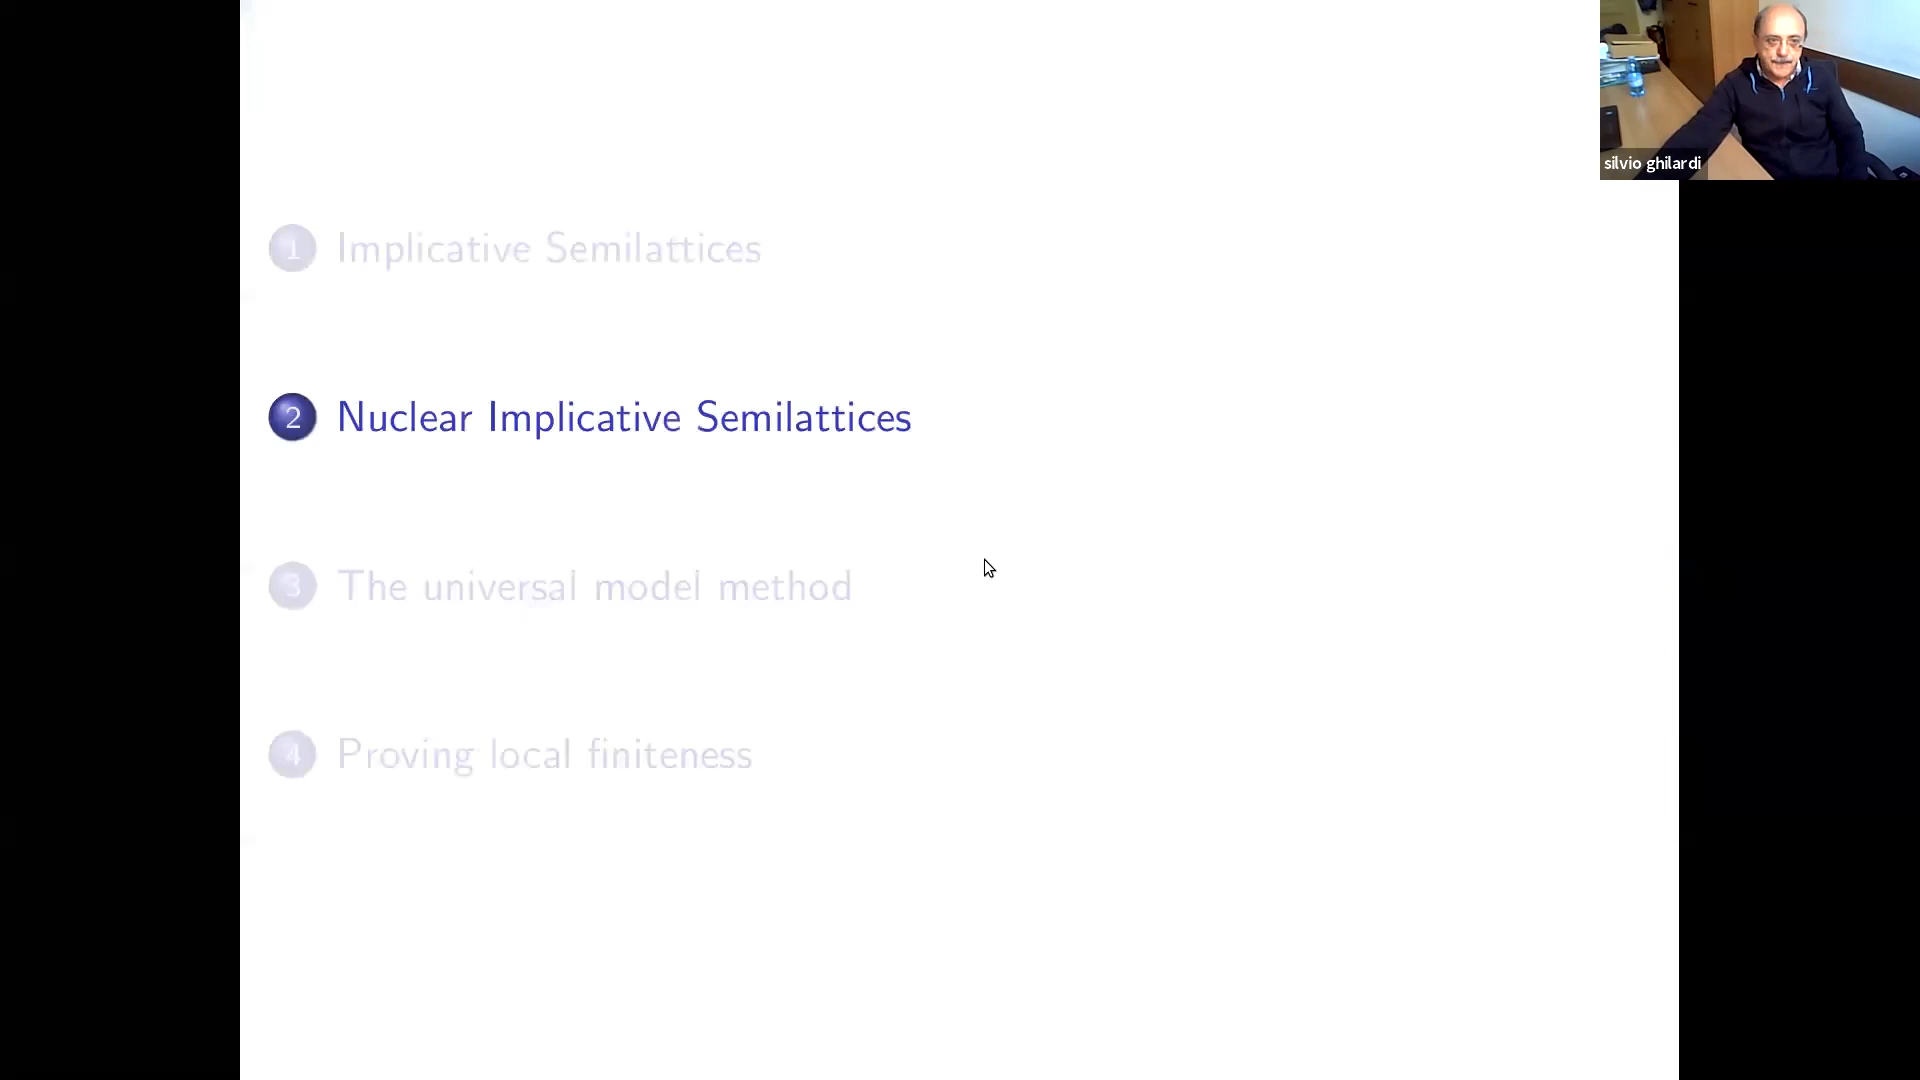 silvio ghilardi
1 Implicative Semilattices
2 Nuclear Implicative Semilattices
3 The universal model method
4 Proving local finiteness